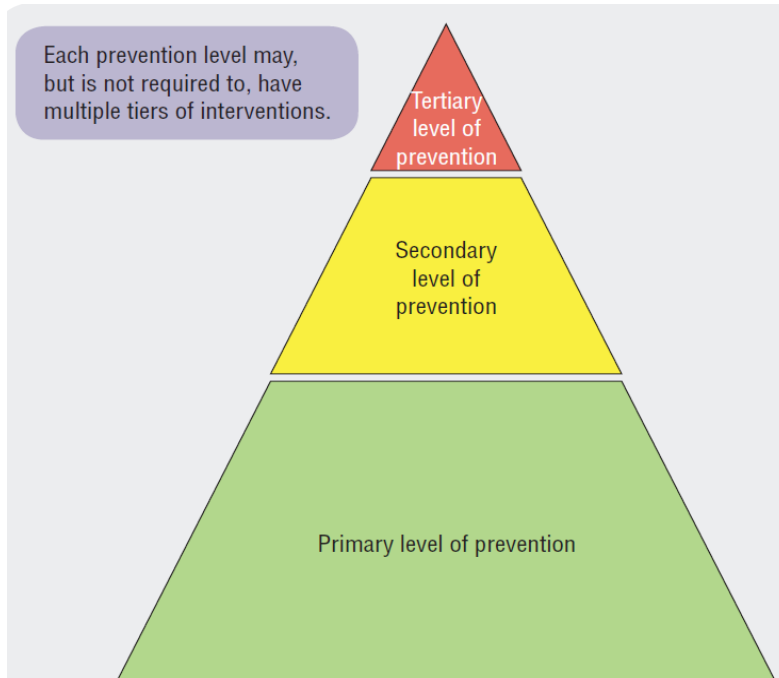 Each prevention level may,
but is not required to, have
multiple tiers of interventions.
Tertiary
level of
prevention
Secondary
level of
prevention
Primary level of prevention